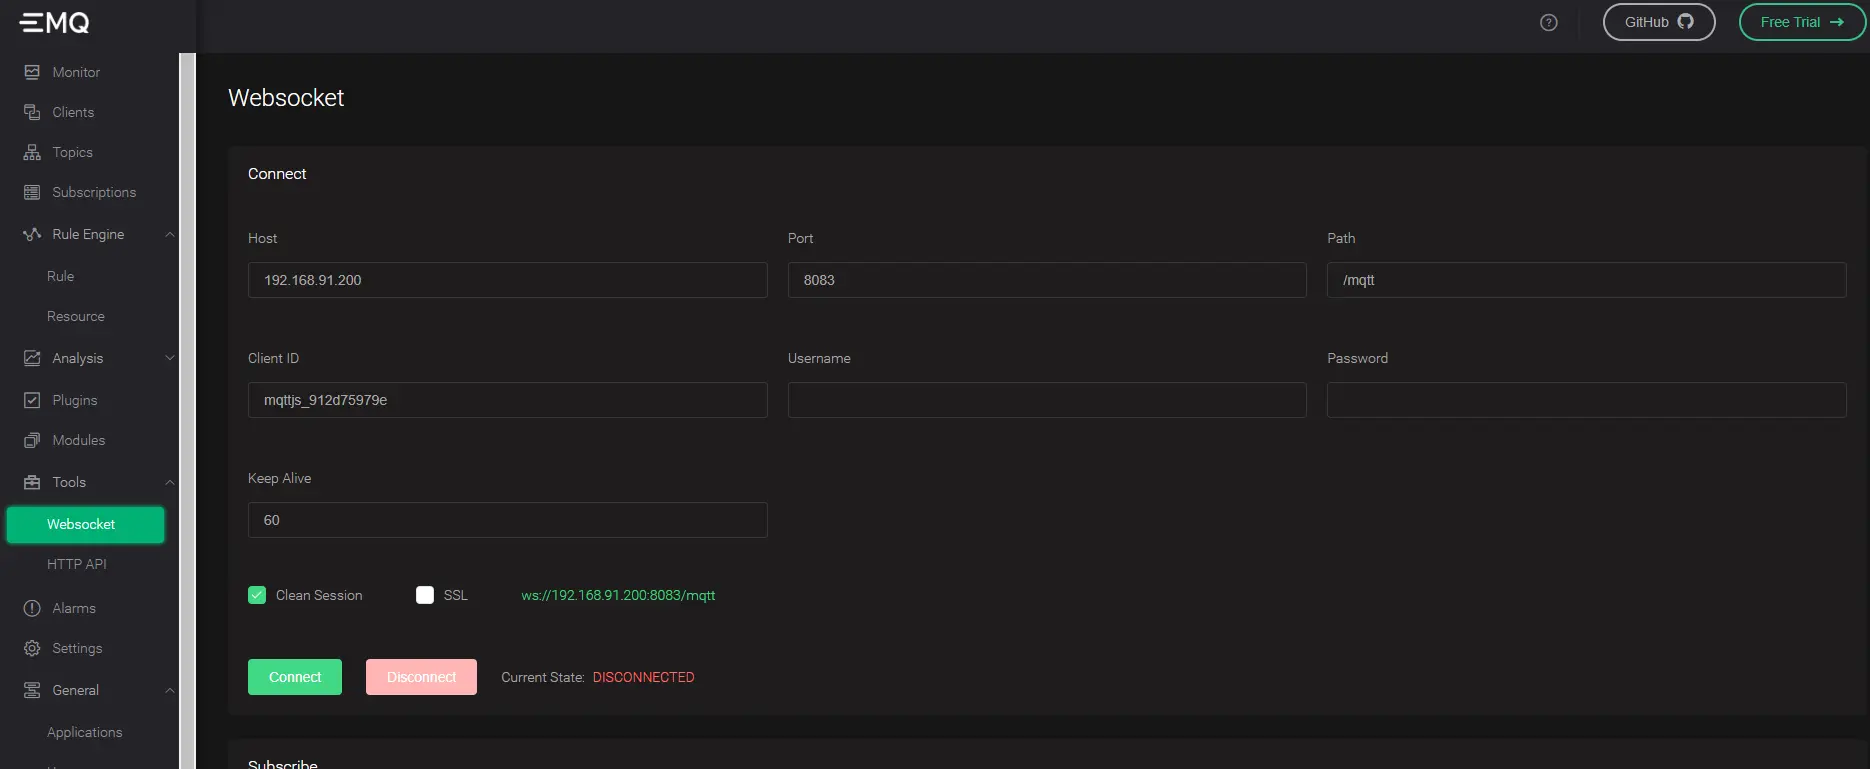 EMQ
GitHub
Free Trial
Monitor
Clients
Topics
Subscriptions
Rule Engine
Rule
Resource
Analysis
Plugins
Modules
Tools
Websocket
HTTP API
Alarms
Settings
General
Applications
Websocket
Connect
Host
Port
Path
192.168.91.200
8083
/mqtt
Client ID
Username
Password
mqttjs_912d75979e
Keep Alive
60
Clean Session
SSL
ws://192.168.91.200:8083/mqtt
Connect
Disconnect
Current State: DISCONNECTED
Subscribe